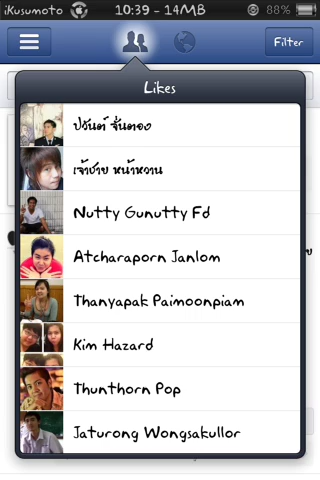 iKusumoto 10:39 - 14MB 88%
Filter
Likes
ปวันต์ จั่นตอง
เจ้าชาย หน้าหวาน
Nutty Gunutty Fd
Atcharaporn Janlom
Thanyapak Paimoonpiam
Kim Hazard
Thunthorn Pop
Jaturong Wongsakullor